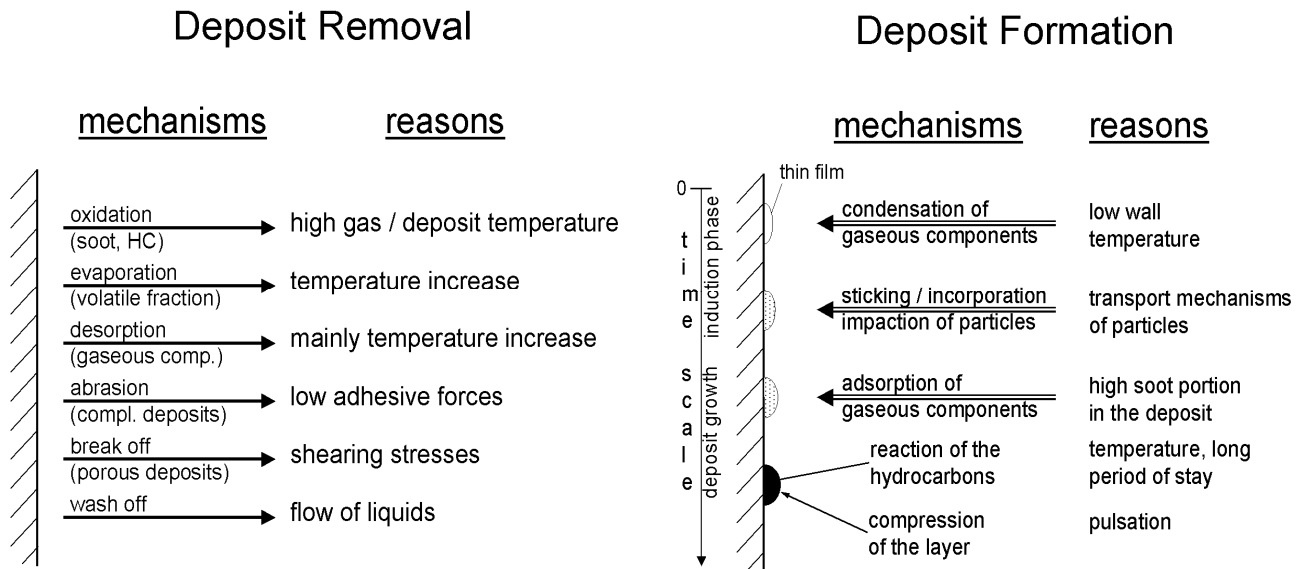 Deposit Removal
mechanisms
reasons
oxidation
(soot, HC)
high gas / deposit temperature
evaporation
(volatile fraction)
temperature increase
desorption
(gaseous comp.)
mainly temperature increase
abrasion
(compl. deposits)
low adhesive forces
break off
(porous deposits)
shearing stresses
wash off
flow of liquids
Deposit Formation
mechanisms
reasons
thin film
0
time scale
induction phase
deposit growth
condensation of
gaseous components
low wall
temperature
sticking / incorporation
impaction of particles
transport mechanisms
of particles
adsorption of
gaseous components
high soot portion
in the deposit
reaction of the
hydrocarbons
temperature, long
period of stay
compression
of the layer
pulsation